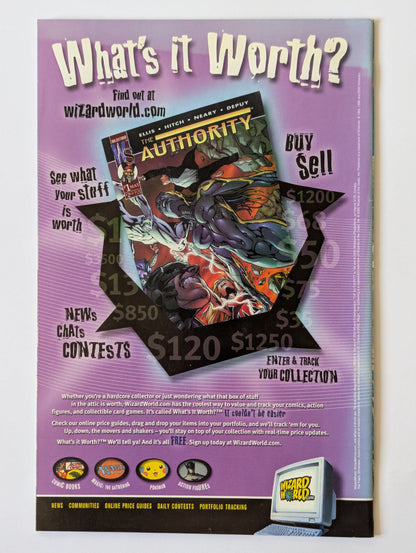 What's it Worth?
Find out at
wizardworld.com
ELLIS • HITCH • NEARY • DEPUY
THE
AUTHORITY
BUY
Sell
See what
your stuff
is worth
$1200
$68
$75
$850
$120
$1250
NEWS
CHATS
CONTESTS
ENTER & TRACK
YOUR COLLECTION
Whether you're a hardcore collector or just wondering what that box of stuff
in the attic is worth, WizardWorld.com has the coolest way to value and track your comics, action
figures, and collectible card games. It's called What's It Worth?™ It couldn't be easier
Check our online price guides, drag and drop your items into your portfolio, and we'll track 'em for you.
Up, down, the movers and shakers – you'll stay on top of your collection with real-time price updates.
What's it Worth?™ We'll tell ya! And it's all FREE. Sign up today at WizardWorld.com.
COMIC BOOKS
MAGIC: THE GATHERING
POKEMON
ACTION FIGURES
WIZARD
WORLD.com
NEWS COMMUNITIES ONLINE PRICE GUIDES DAILY CONTESTS PORTFOLIO TRACKING